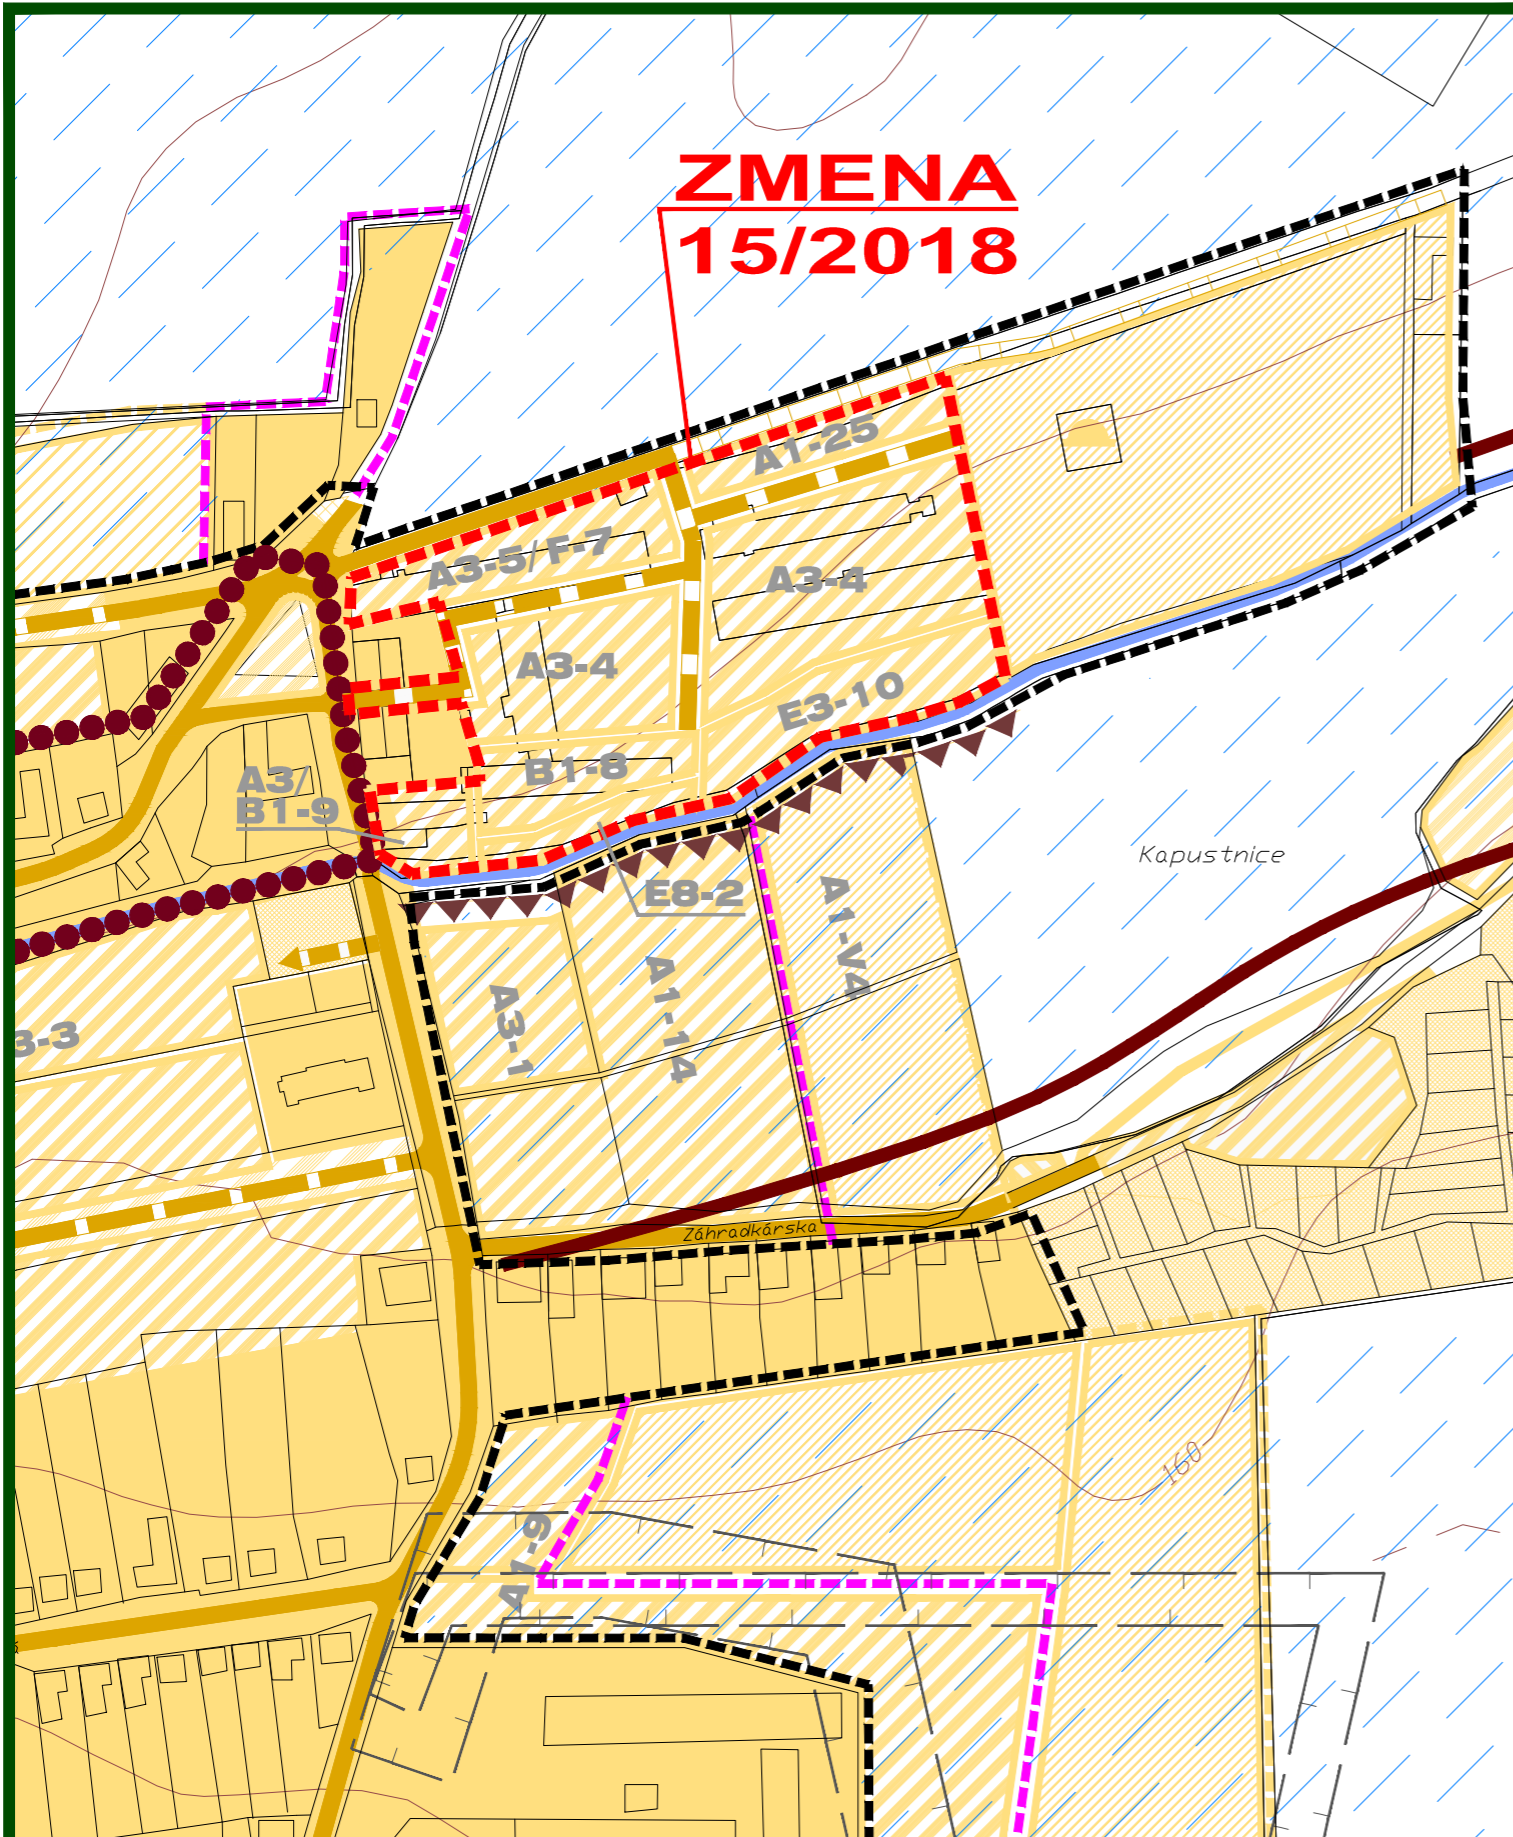 ZMENA
15/2018
A1-25
A3-5/F-7
A3-4
A3-4
E3-10
B1-8
A3/
B1-9
E8-2
Kapustnice
A1-V4
A1-14
A3-1
3-3
Záhradkárska
160
A1-9
á